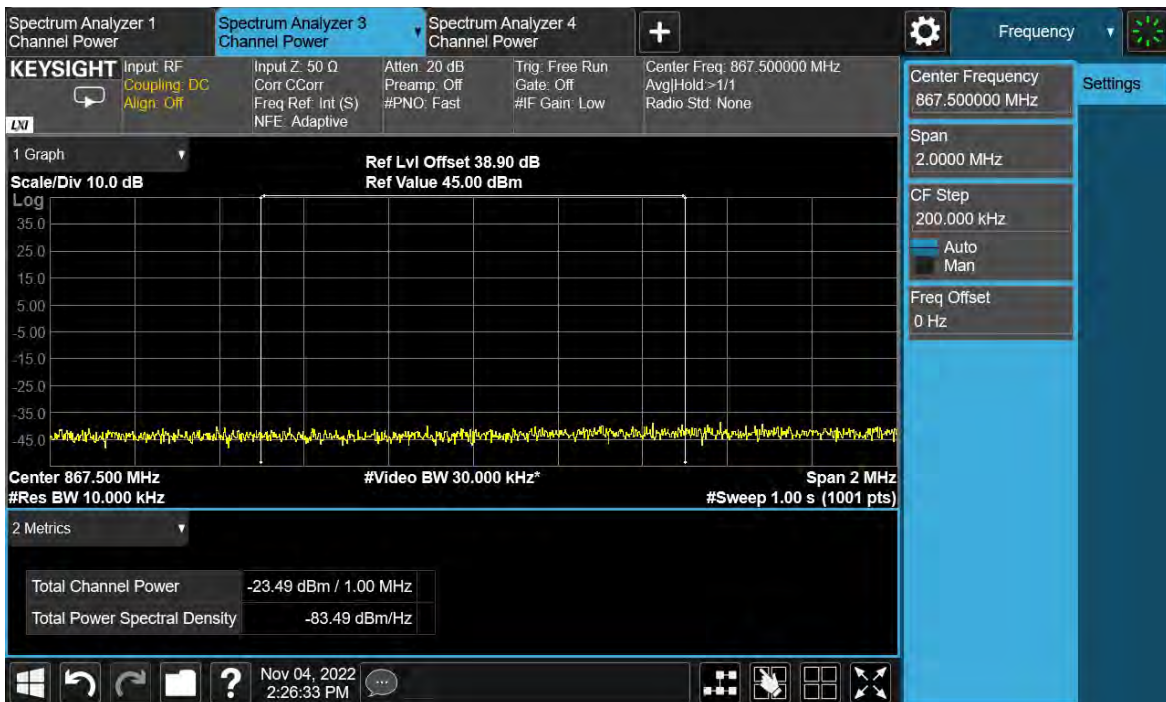 Spectrum Analyzer 1
Channel Power
Spectrum Analyzer 3
Channel Power
Spectrum Analyzer 4
Channel Power
+
Frequency
KEYSIGHT
LXI
Input: RF
Coupling: DC
Align: Off
Input Z: 50 Ω
Corr CCorr
Freq Ref: Int (S)
NFE: Adaptive
Atten: 20 dB
Preamp: Off
#PNO: Fast
Trig: Free Run
Gate: Off
#IF Gain: Low
Center Freq: 867.500000 MHz
Avg|Hold:>1/1
Radio Std: None
Center Frequency
867.500000 MHz
Settings
Span
2.0000 MHz
CF Step
200.000 kHz
Auto
Man
Freq Offset
0 Hz
1 Graph
Scale/Div 10.0 dB
Ref Lvl Offset 38.90 dB
Ref Value 45.00 dBm
Log
35.0
25.0
15.0
5.00
-5.00
-15.0
-25.0
-35.0
-45.0
Center 867.500 MHz
#Video BW 30.000 kHz*
Span 2 MHz
#Res BW 10.000 kHz
#Sweep 1.00 s (1001 pts)
2 Metrics
Total Channel Power -23.49 dBm / 1.00 MHz
Total Power Spectral Density -83.49 dBm/Hz
?
Nov 04, 2022
2:26:33 PM